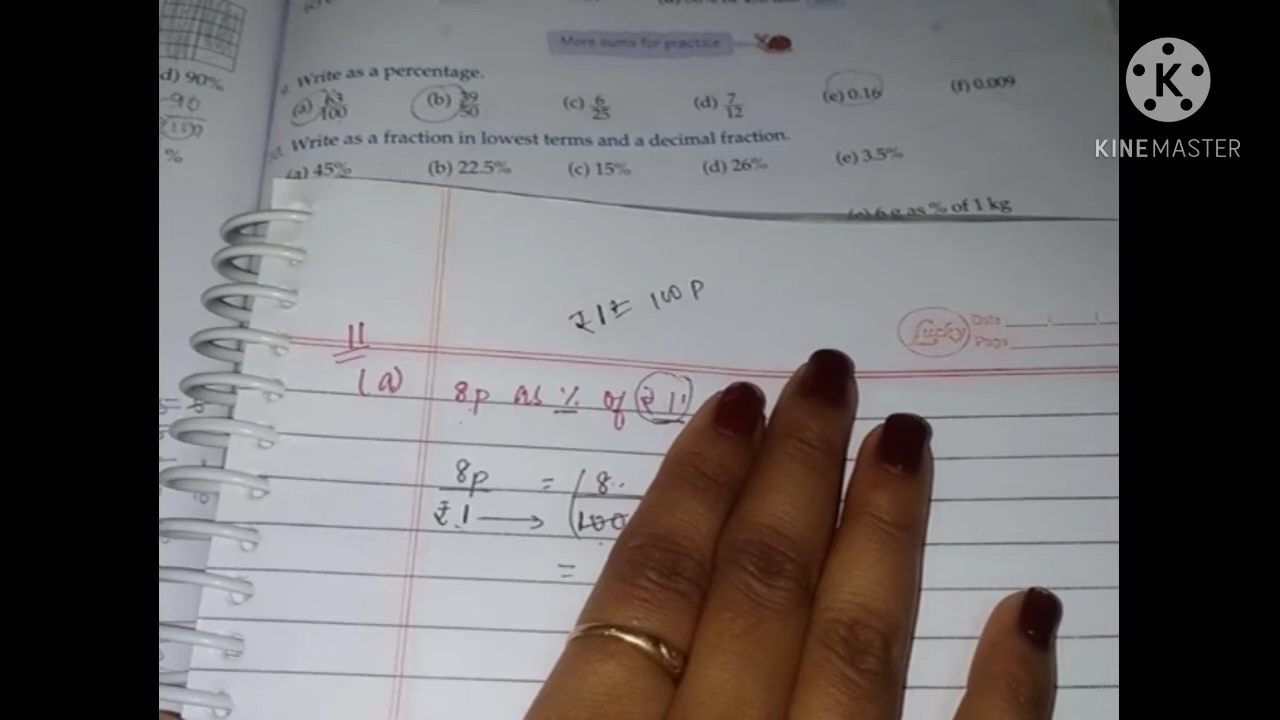 d) 90%
More sums for practice
KINEMASTER
Write as a percentage.
(a) 63/100 (b) 39/50 (c) 6/25 (d) 7/12 (e) 0.16 (f) 0.009
Write as a fraction in lowest terms and a decimal fraction.
(a) 45% (b) 22.5% (c) 15% (d) 26% (e) 3.5%
(e) 6 g as % of 1 kg
₹1 = 100 p
Lucky Date
Page
11
(a) 8p as % of ₹1
8p/₹1 → = 8/100
=